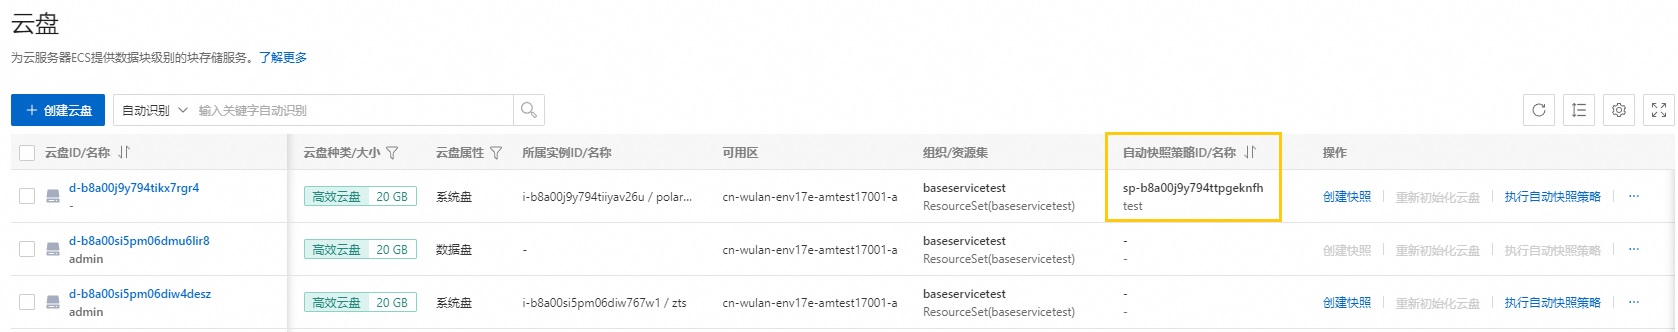 云盘
为云服务器ECS提供数据块级别的块存储服务。了解更多
创建云盘 自动识别 输入关键字自动识别
云盘ID/名称 云盘种类/大小 云盘属性 所属实例ID/名称 可用区 组织/资源集 自动快照策略ID/名称 操作
d-b8a00j9y794tikx7rgr4 高效云盘 20 GB 系统盘 i-b8a00j9y794tiiyav26u / polar... cn-wulan-env17e-amtest17001-a baseservicetest sp-b8a00j9y794ttpgeknfh 创建快照 重新初始化云盘 执行自动快照策略 ...
- ResourceSet(baseservicetest) test
d-b8a00si5pm06dmu6lir8 高效云盘 20 GB 数据盘 - cn-wulan-env17e-amtest17001-a baseservicetest - 创建快照 重新初始化云盘 执行自动快照策略 ...
admin ResourceSet(baseservicetest) -
d-b8a00si5pm06diw4desz 高效云盘 20 GB 系统盘 i-b8a00si5pm06diw767w1 / zts cn-wulan-env17e-amtest17001-a baseservicetest - 创建快照 重新初始化云盘 执行自动快照策略 ...
admin ResourceSet(baseservicetest) -